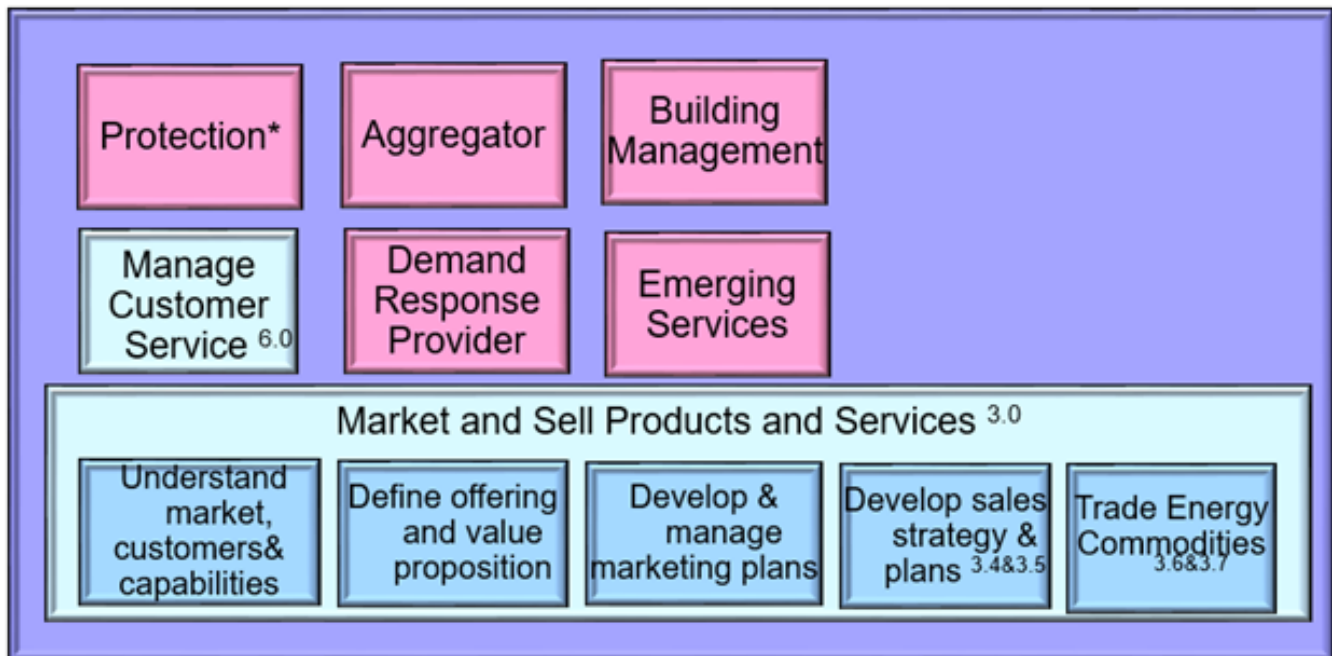 Protection*
Aggregator
Building
Management
Manage
Customer
Service 6.0
Demand
Response
Provider
Emerging
Services
Market and Sell Products and Services 3.0
Understand
market,
customers&
capabilities
Define offering
and value
proposition
Develop &
manage
marketing plans
Develop sales
strategy &
plans 3.4&3.5
Trade Energy
Commodities
3.6&3.7